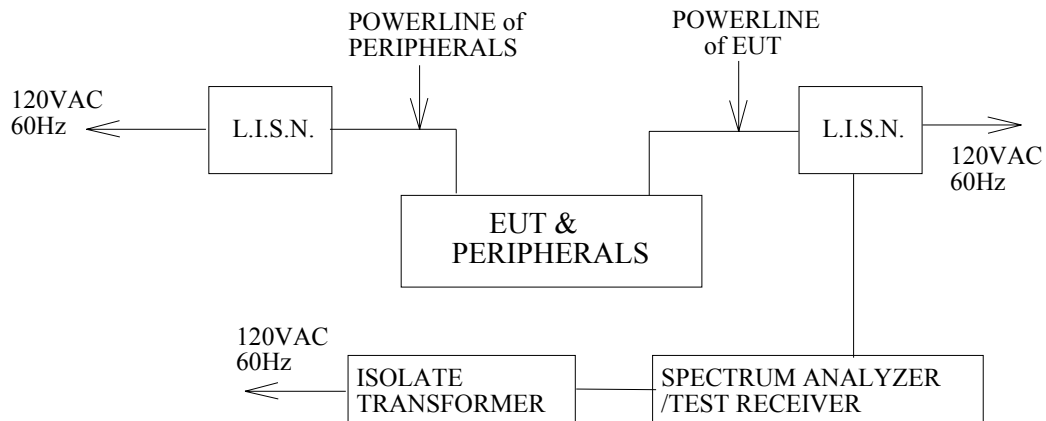 POWERLINE of
PERIPHERALS
POWERLINE
of EUT
120VAC
60Hz
L.I.S.N.
L.I.S.N.
120VAC
60Hz
EUT &
PERIPHERALS
120VAC
60Hz
ISOLATE
TRANSFORMER
SPECTRUM ANALYZER
/TEST RECEIVER